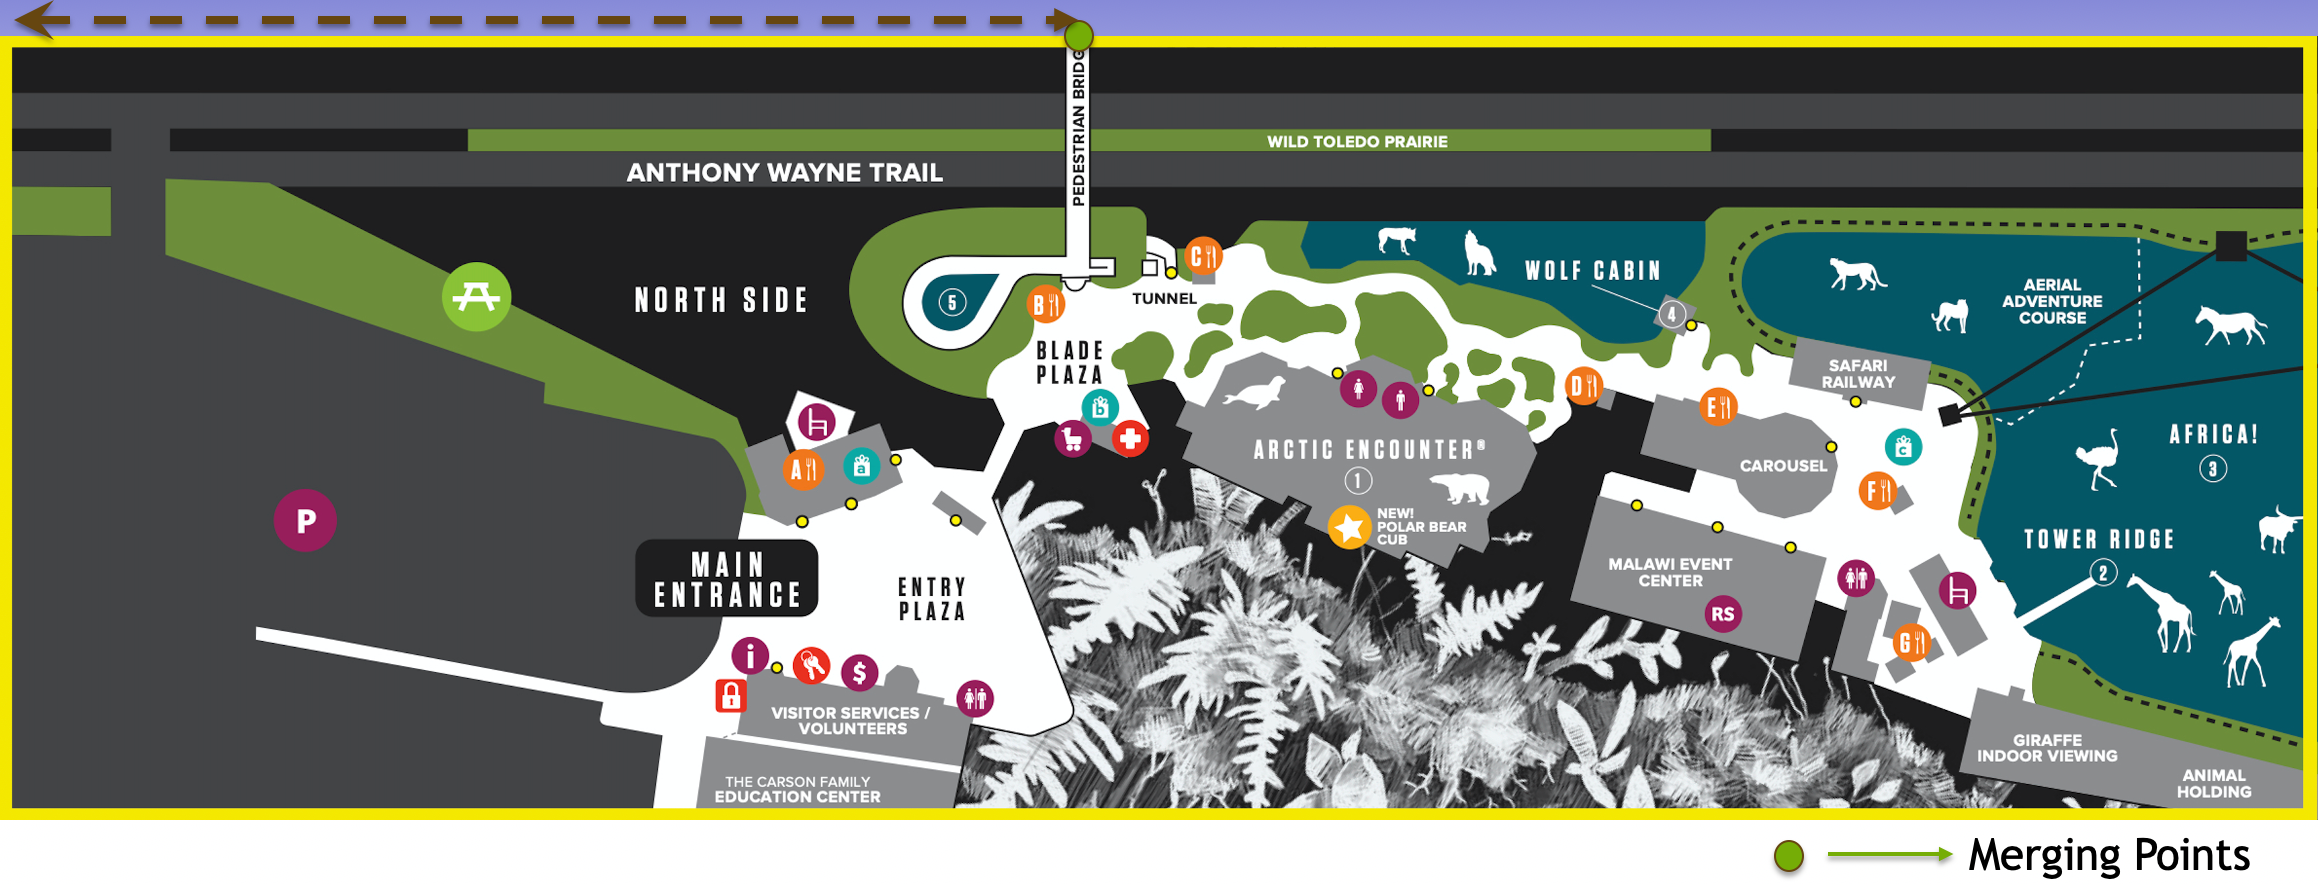 PEDESTRIAN BRIDG
WILD TOLEDO PRAIRIE
ANTHONY WAYNE TRAIL
NORTH SIDE
5
B
C
TUNNEL
BLADE
PLAZA
b
WOLF CABIN
4
AERIAL
ADVENTURE
COURSE
SAFARI
RAILWAY
D
E
A
a
ARCTIC ENCOUNTER®
1
NEW!
POLAR BEAR
CUB
CAROUSEL
c
F
AFRICA!
3
P
MAIN
ENTRANCE
ENTRY
PLAZA
MALAWI EVENT
CENTER
RS
TOWER RIDGE
2
G
i
$
VISITOR SERVICES /
VOLUNTEERS
THE CARSON FAMILY
EDUCATION CENTER
GIRAFFE
INDOOR VIEWING
ANIMAL
HOLDING
Merging Points